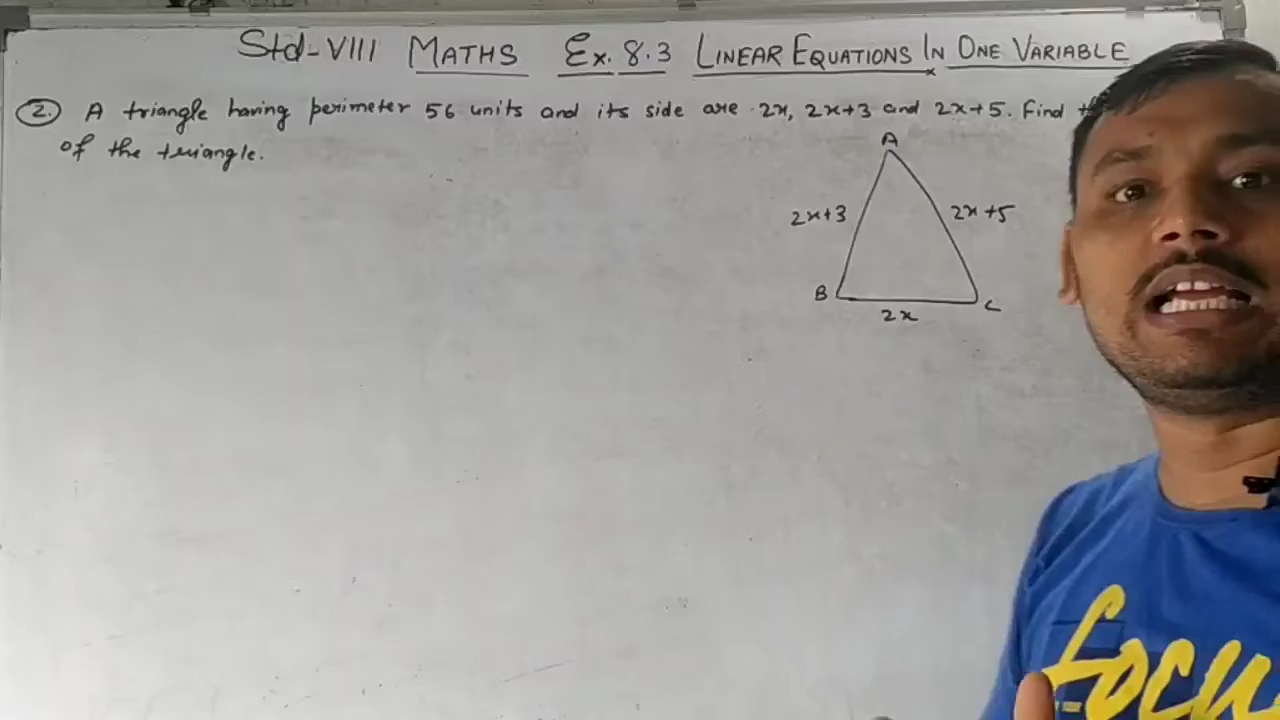 Std-VIII MATHS Ex. 8.3 LINEAR EQUATIONS IN ONE VARIABLE
2. A triangle having perimeter 56 units and its side are 2x, 2x+3 and 2x+5. Find
of the triangle.
A
2x+3
2x+5
B
C
2x
focu